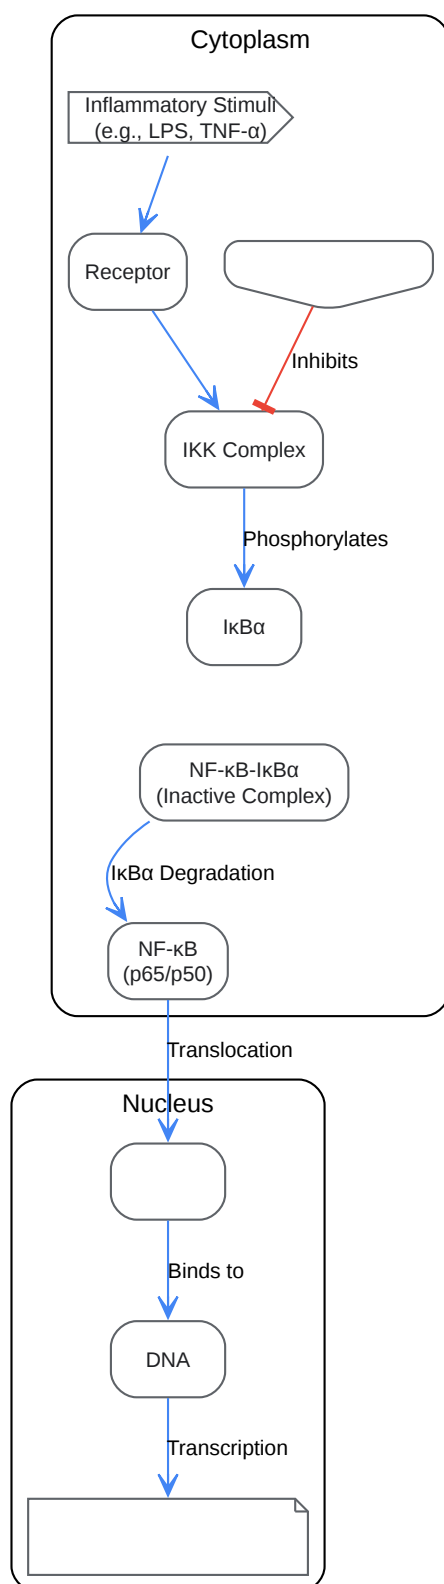 Cytoplasm
Inflammatory Stimuli
(e.g., LPS, TNF-α)
Receptor
Inhibits
IKK Complex
Phosphorylates
IκBα
NF-κB-IκBα
(Inactive Complex)
IκBα Degradation
NF-κB
(p65/p50)
Translocation
Nucleus
Binds to
DNA
Transcription